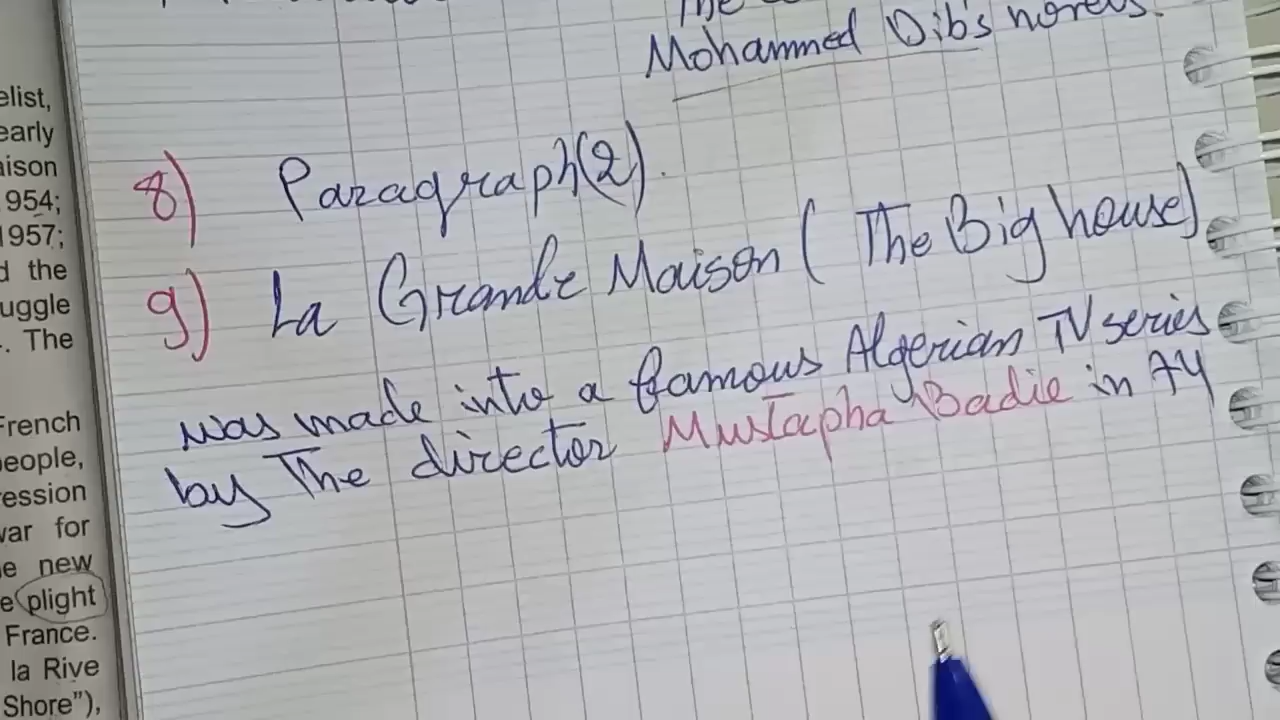 The
Mohammed Dib's novels.
8) Paragraph (2).
9) La Grande Maison (The Big house)
was made into a famous Algerian TV series
by The director Mustapha Badie in 74
elist,
early
aison
954;
1957;
d the
uggle
. The
French
people,
ression
war for
e new
e plight
France.
la Rive
Shore"),